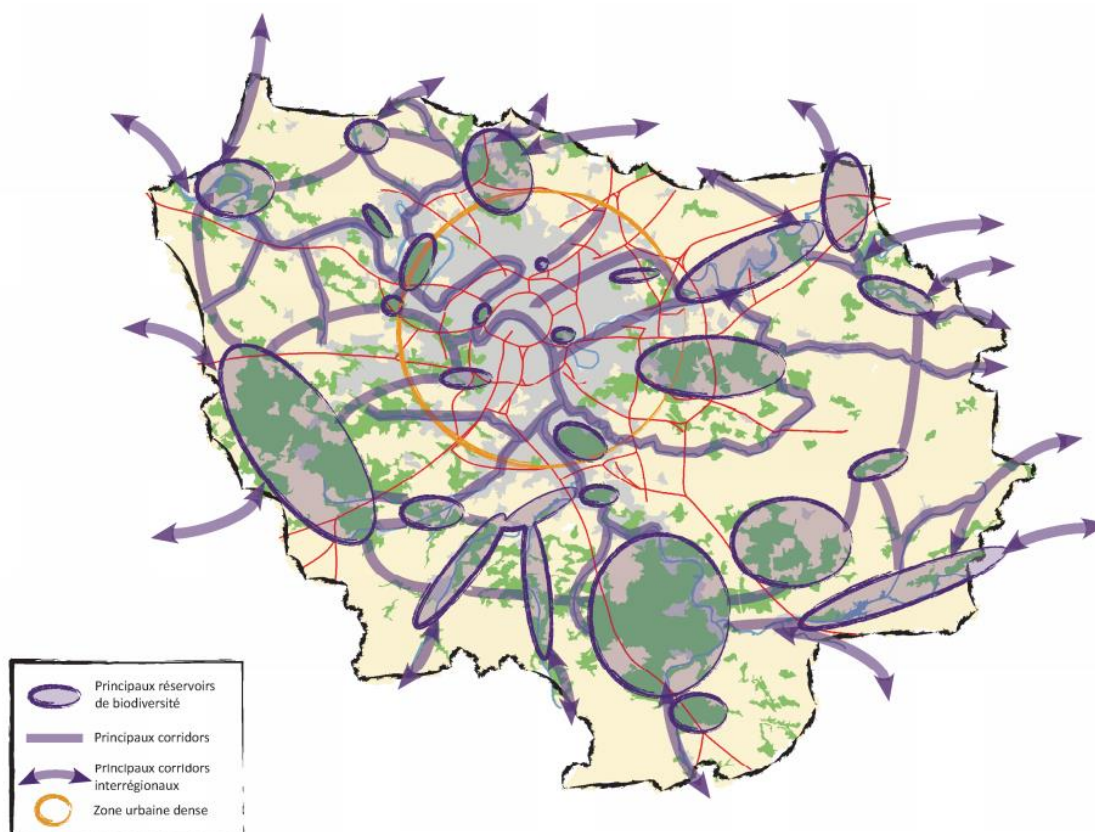 Principaux réservoirs
de biodiversité
Principaux corridors
Principaux corridors
interrégionaux
Zone urbaine dense